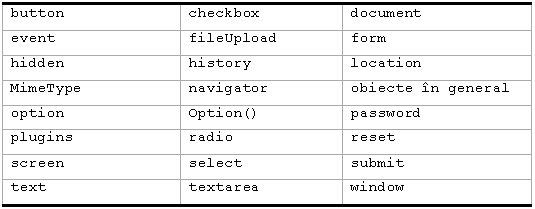 button checkbox document
event fileUpload form
hidden history location
MimeType navigator obiecte în general
option Option() password
plugins radio reset
screen select submit
text textarea window